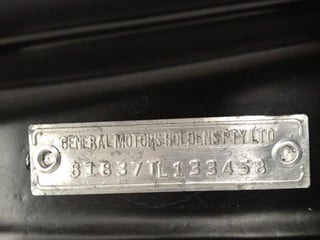 GENERAL MOTORS HOLDENS PTY LTD
81837TL133458